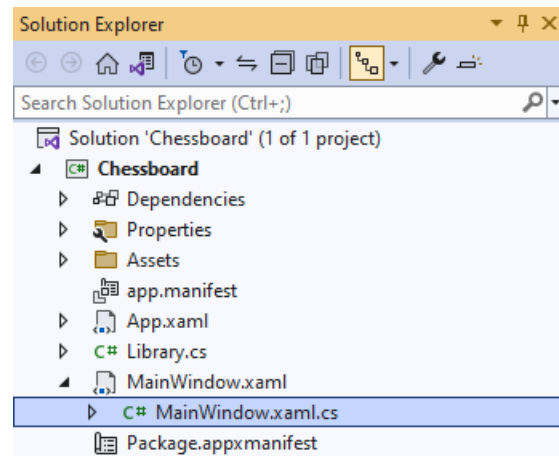 Solution Explorer
Search Solution Explorer (Ctrl+;)
Solution 'Chessboard' (1 of 1 project)
C# Chessboard
Dependencies
Properties
Assets
app.manifest
App.xaml
C# Library.cs
MainWindow.xaml
C# MainWindow.xaml.cs
Package.appxmanifest